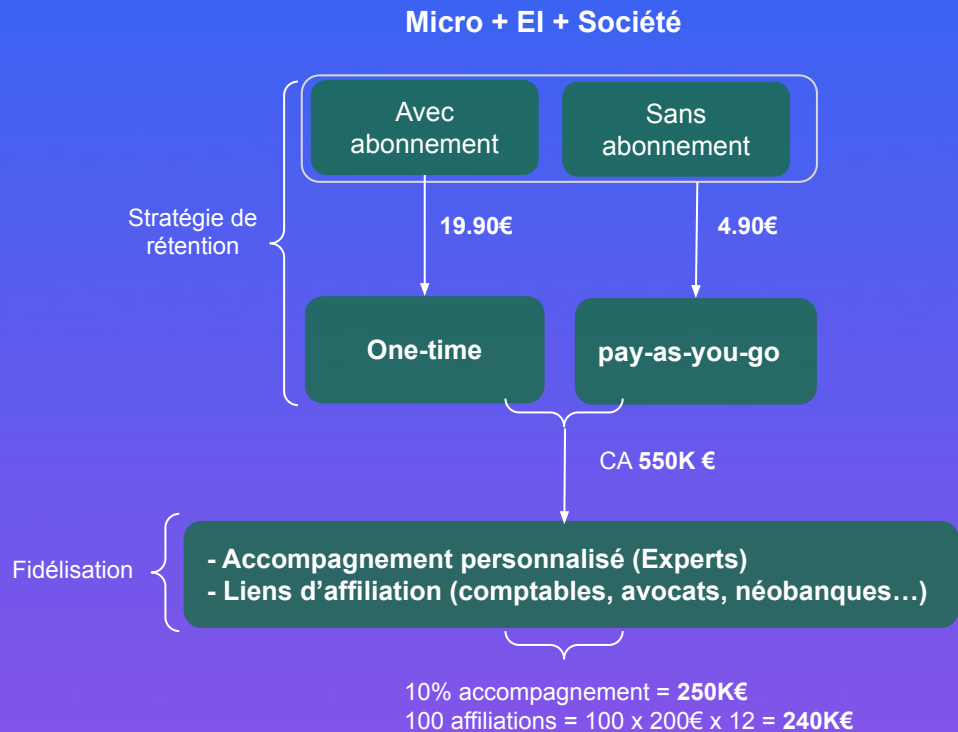 Micro + EI + Société
Avec
abonnement
Sans
abonnement
Stratégie de
rétention
19.90€
4.90€
One-time
pay-as-you-go
CA 550K €
Fidélisation
- Accompagnement personnalisé (Experts)
- Liens d’affiliation (comptables, avocats, néobanques…)
10% accompagnement = 250K€
100 affiliations = 100 x 200€ x 12 = 240K€